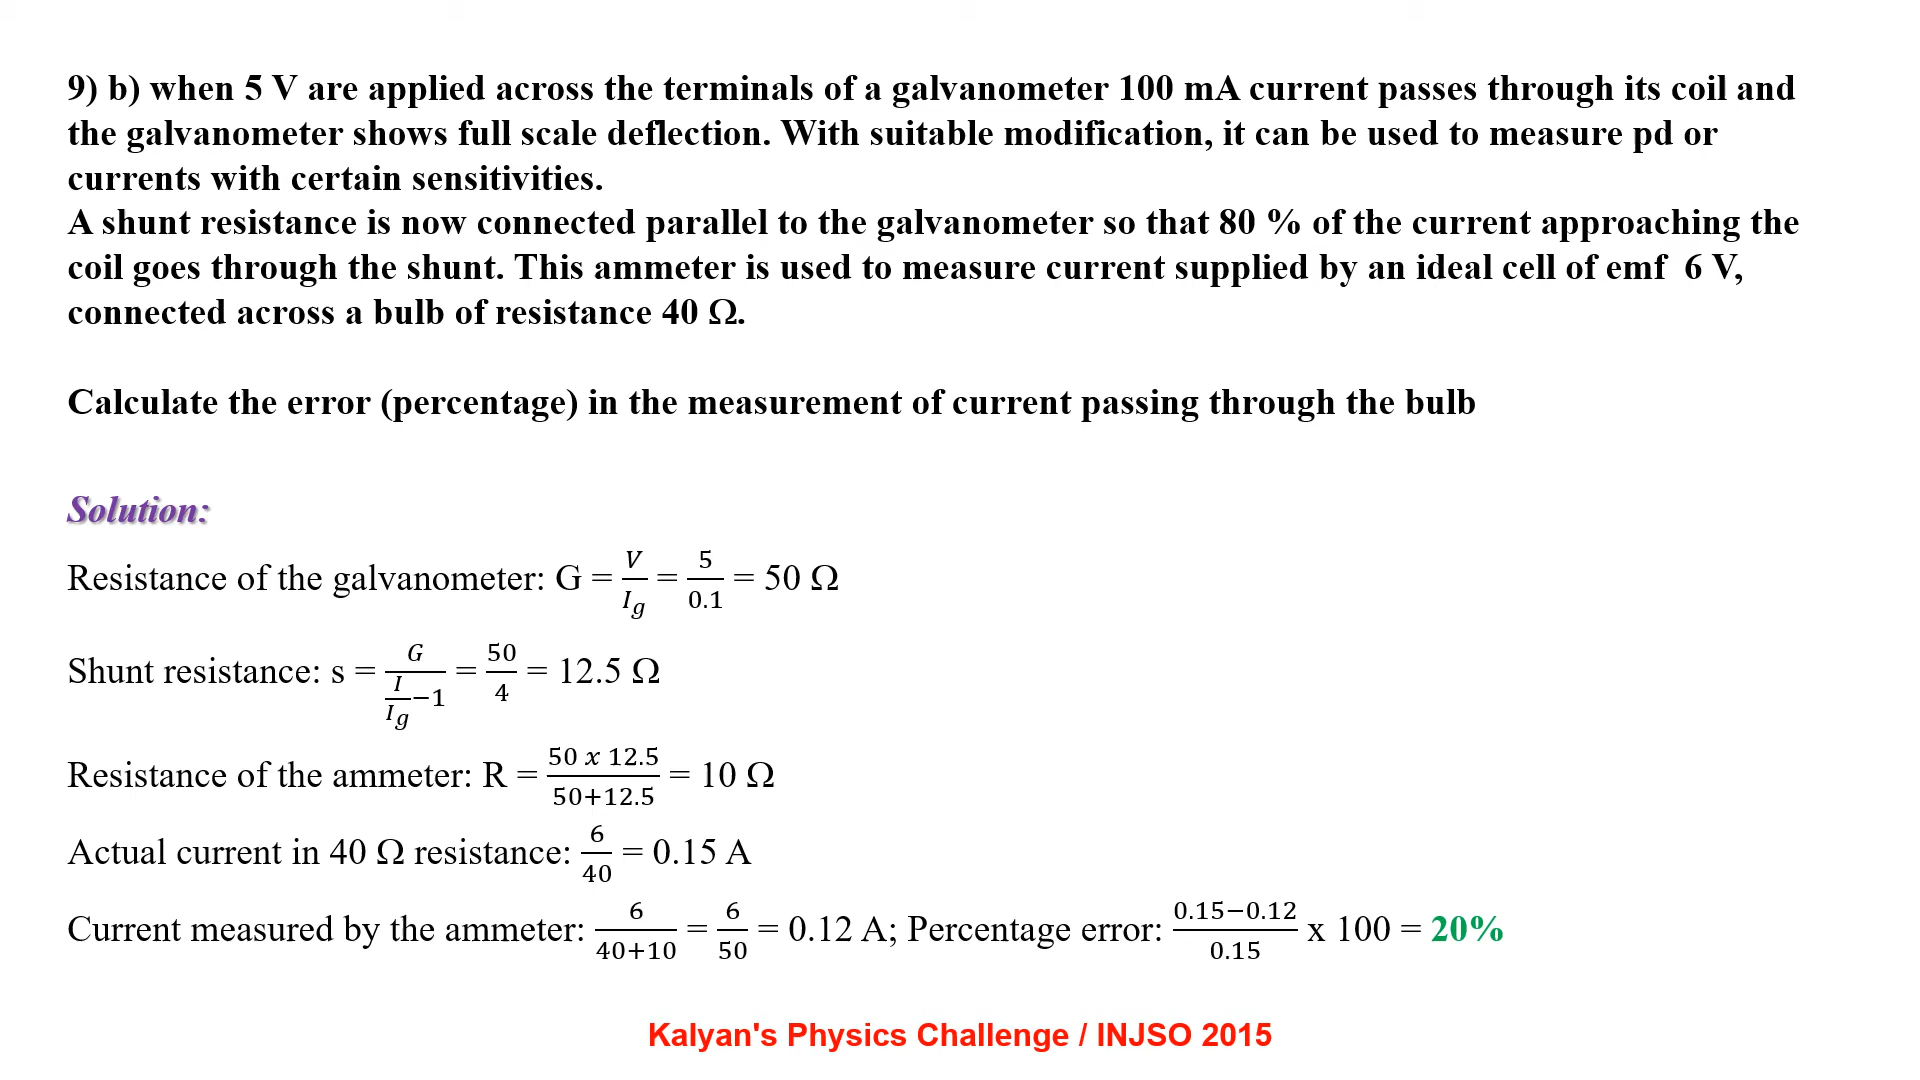 9) b) when 5 V are applied across the terminals of a galvanometer 100 mA current passes through its coil and
the galvanometer shows full scale deflection. With suitable modification, it can be used to measure pd or
currents with certain sensitivities.
A shunt resistance is now connected parallel to the galvanometer so that 80 % of the current approaching the
coil goes through the shunt. This ammeter is used to measure current supplied by an ideal cell of emf  6 V,
connected across a bulb of resistance 40 Ω.
Calculate the error (percentage) in the measurement of current passing through the bulb
Solution:
Resistance of the galvanometer: G = V/I_g = 5/0.1 = 50 Ω
Shunt resistance: s = G/(I/I_g −1) = 50/4 = 12.5 Ω
Resistance of the ammeter: R = (50 x 12.5)/(50+12.5) = 10 Ω
Actual current in 40 Ω resistance: 6/40 = 0.15 A
Current measured by the ammeter: 6/(40+10) = 6/50 = 0.12 A; Percentage error: (0.15−0.12)/0.15 x 100 = 20%
Kalyan's Physics Challenge / INJSO 2015